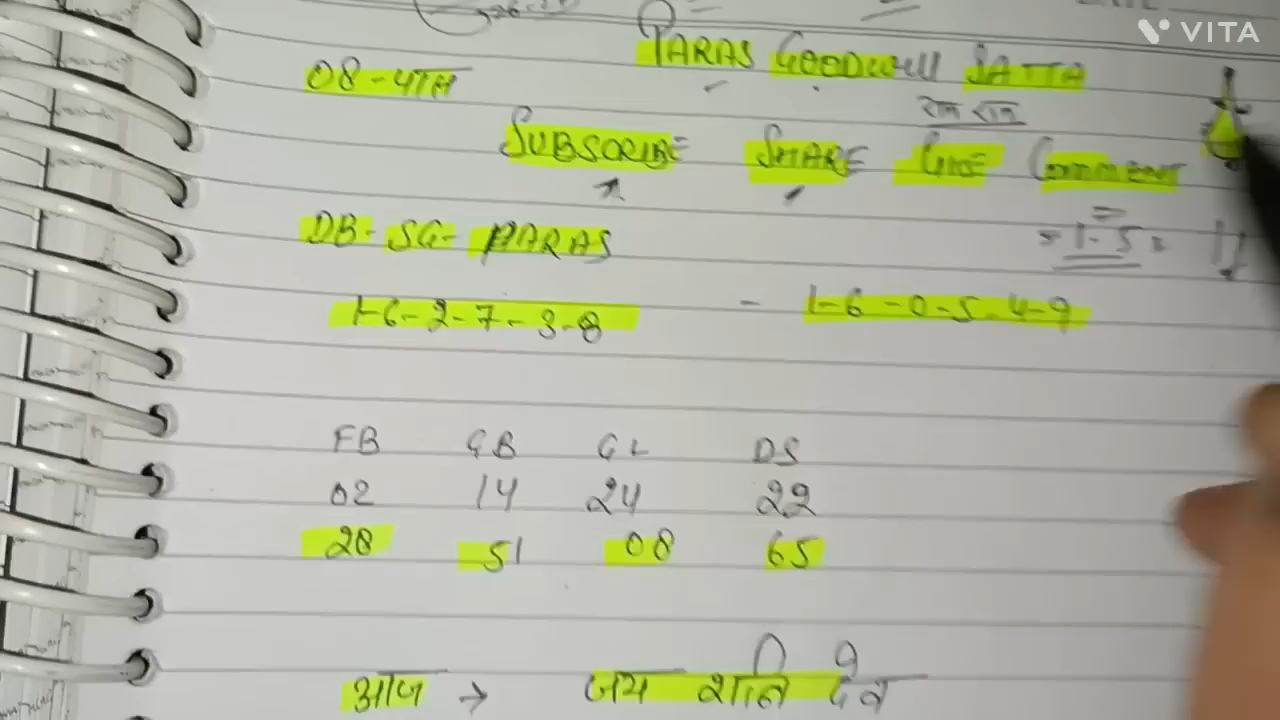 VITA
PARAS GOODWILL SATTA
08-4TH
राम राम
SUBSCRIBE SHARE LIKE COMMENT
DB- SG- PARAS
= 1-5 =
1-6-2-7-3-8 - 1-6-0-5-4-9
FB GB GL DS
02 14 24 22
28 51 08 65
आज → जय शनि देव